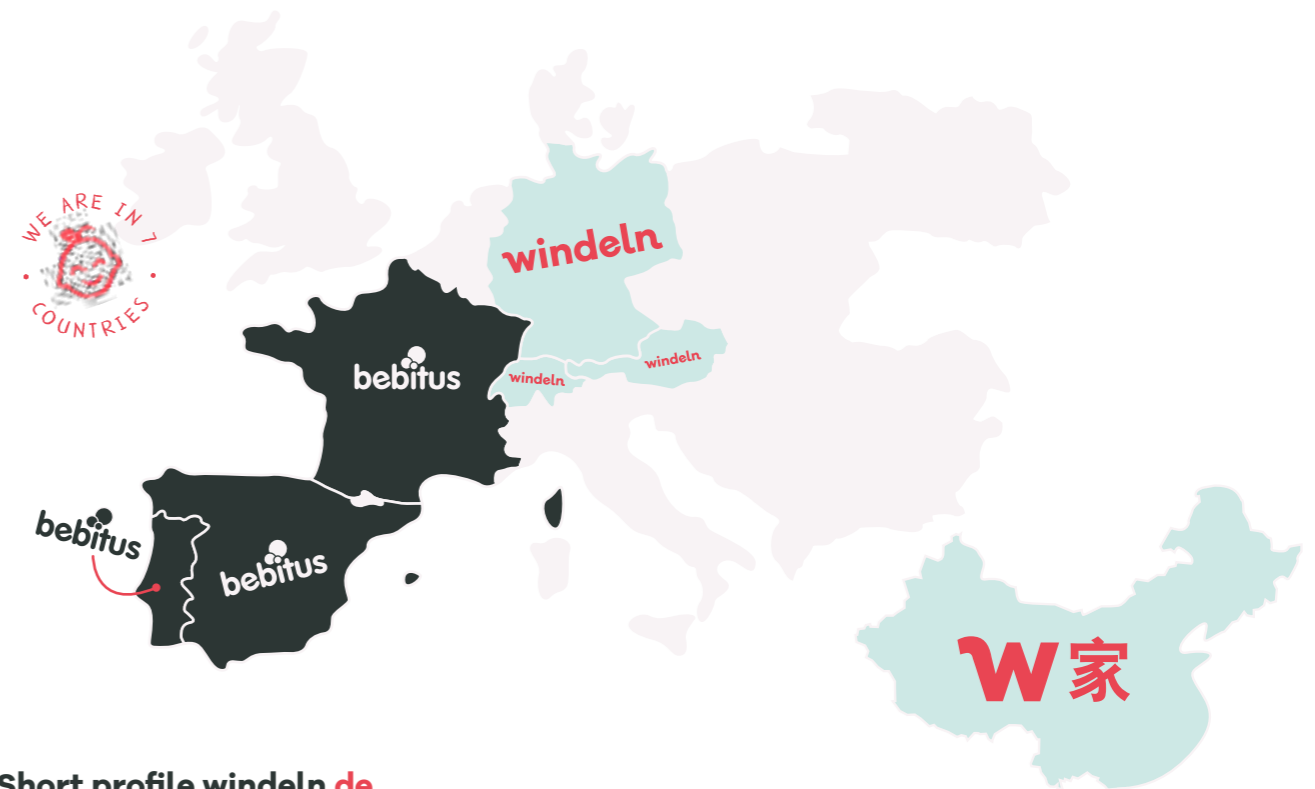 WE ARE IN 7
COUNTRIES
windeln
bebitus
windeln
windeln
bebitus
bebitus
W家
Short profile windeln.de